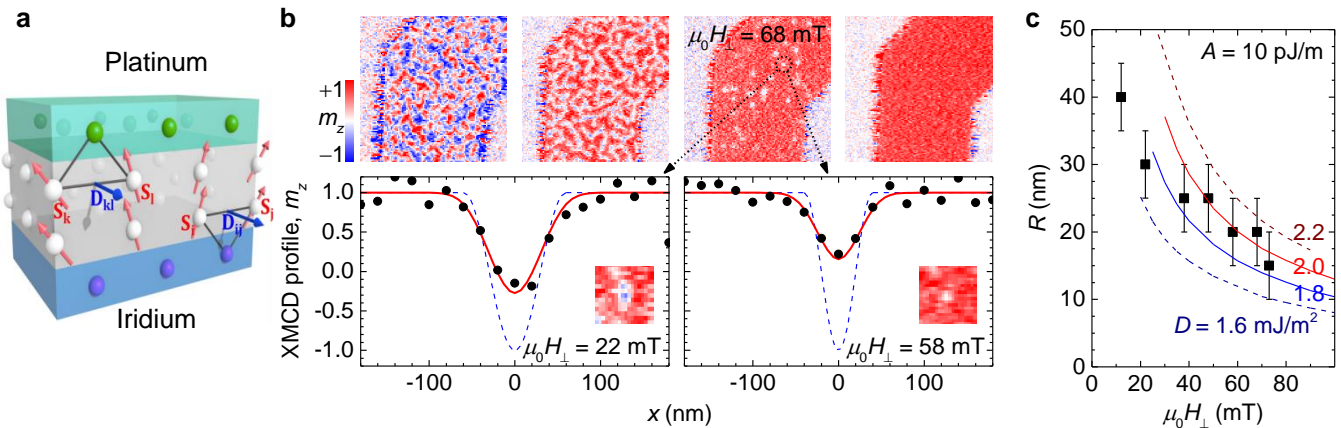 a
Platinum
S_k
D_kl
S_l
S_i
D_ij
S_j
Iridium
b
+1
m_z
−1
μ₀H⊥ = 68 mT
XMCD profile, m_z
1.0
0.5
0.0
-0.5
-1.0
μ₀H⊥ = 22 mT
μ₀H⊥ = 58 mT
-100 0 100
-100 0 100
x (nm)
c
A = 10 pJ/m
R (nm)
50
40
30
20
10
0
2.2
2.0
1.8
D = 1.6 mJ/m²
0 20 40 60 80
μ₀H⊥ (mT)